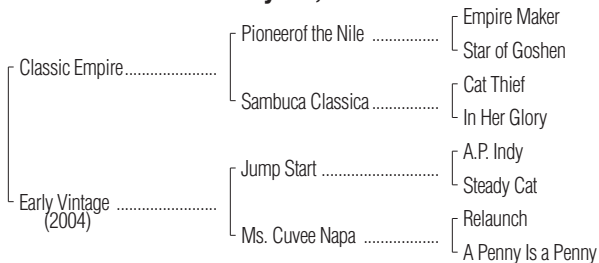 Empire Maker
Pioneerof the Nile ................
Star of Goshen
Classic Empire......................
Cat Thief
Sambuca Classica................
In Her Glory
A.P. Indy
Jump Start ............................
Steady Cat
Early Vintage ........................
(2004)
Relaunch
Ms. Cuvee Napa ..................
A Penny Is a Penny